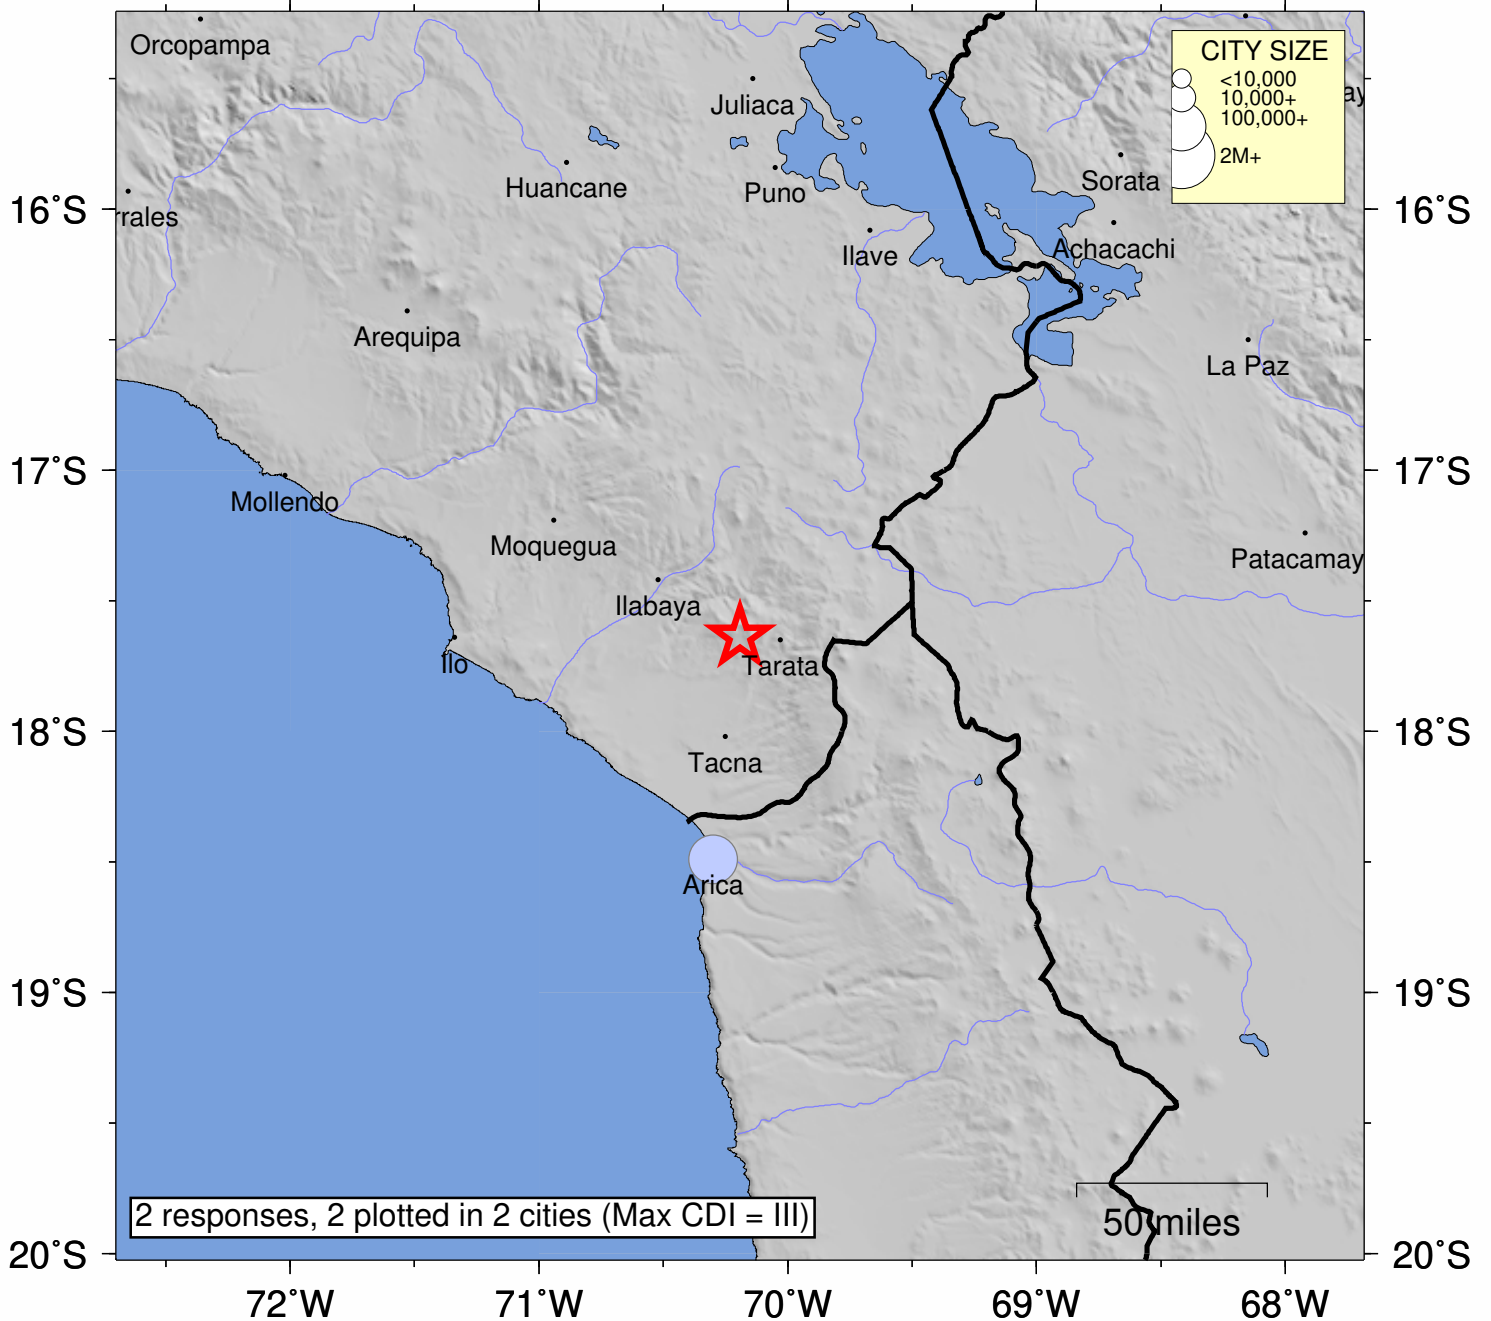 Orcopampa
CITY SIZE
<10,000
10,000+
100,000+
2M+
ay
Juliaca
Huancane
Puno
Sorata
16°S
rrales
16°S
Ilave
Achacachi
Arequipa
La Paz
17°S
17°S
Mollendo
Moquegua
Patacamay
Ilabaya
Ilo
Tarata
18°S
18°S
Tacna
Arica
19°S
19°S
2 responses, 2 plotted in 2 cities (Max CDI = III)
50 miles
20°S
20°S
72°W
71°W
70°W
69°W
68°W